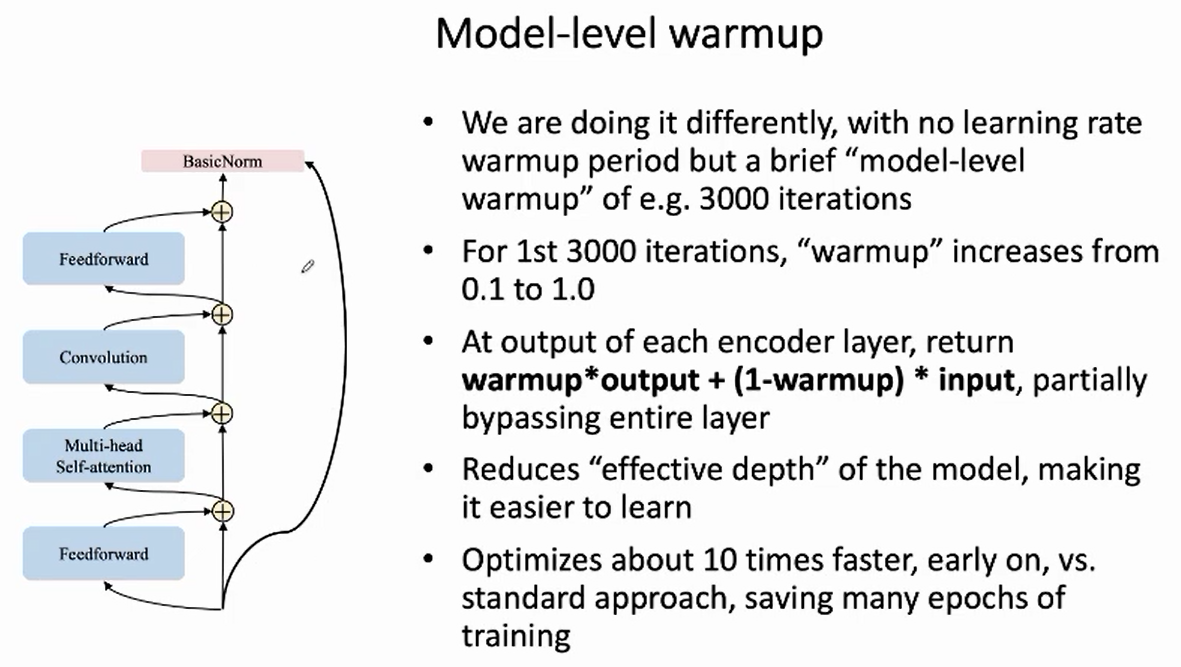 Model-level warmup
BasicNorm
Feedforward
Convolution
Multi-head
Self-attention
Feedforward
• We are doing it differently, with no learning rate
warmup period but a brief “model-level
warmup” of e.g. 3000 iterations
• For 1st 3000 iterations, “warmup” increases from
0.1 to 1.0
• At output of each encoder layer, return
warmup*output + (1-warmup) * input, partially
bypassing entire layer
• Reduces “effective depth” of the model, making
it easier to learn
• Optimizes about 10 times faster, early on, vs.
standard approach, saving many epochs of
training